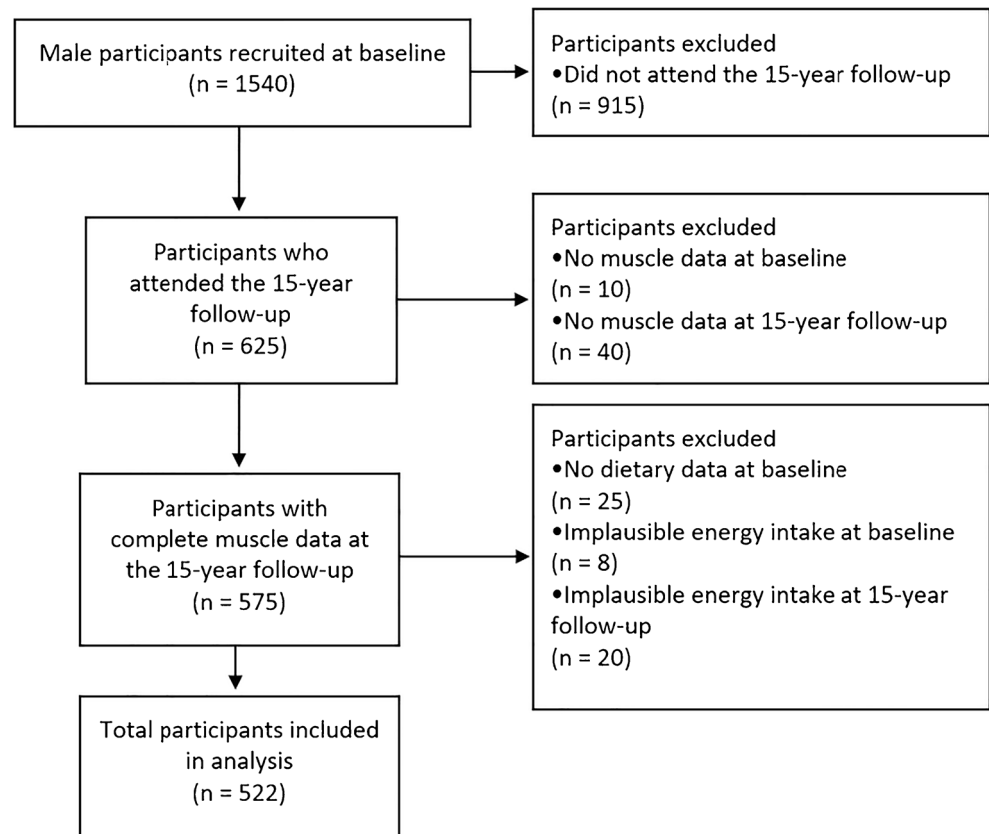 Male participants recruited at baseline
(n = 1540)
Participants excluded
•Did not attend the 15-year follow-up
(n = 915)
Participants who
attended the 15-year
follow-up
(n = 625)
Participants excluded
•No muscle data at baseline
(n = 10)
•No muscle data at 15-year follow-up
(n = 40)
Participants with
complete muscle data at
the 15-year follow-up
(n = 575)
Participants excluded
•No dietary data at baseline
(n = 25)
•Implausible energy intake at baseline
(n = 8)
•Implausible energy intake at 15-year
follow-up
(n = 20)
Total participants included
in analysis
(n = 522)